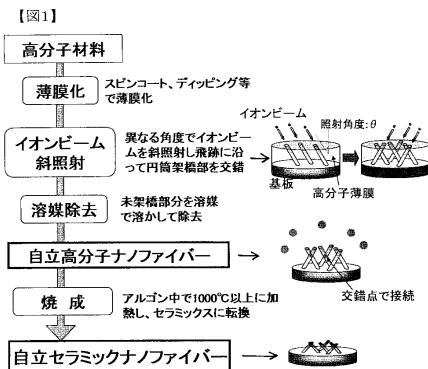 【図1】
高分子材料
薄膜化
スピンコート、ディッピング等
で薄膜化
イオンビーム
斜照射
異なる角度でイオンビー
ムを斜照射し飛跡に沿
って円筒架橋部を交錯
イオンビーム
照射角度:θ
基板
高分子薄膜
溶媒除去
未架橋部分を溶媒
で溶かして除去
自立高分子ナノファイバー
交錯点で接続
焼 成
アルゴン中で1000℃以上に加
熱し、セラミックスに転換
自立セラミックナノファイバー